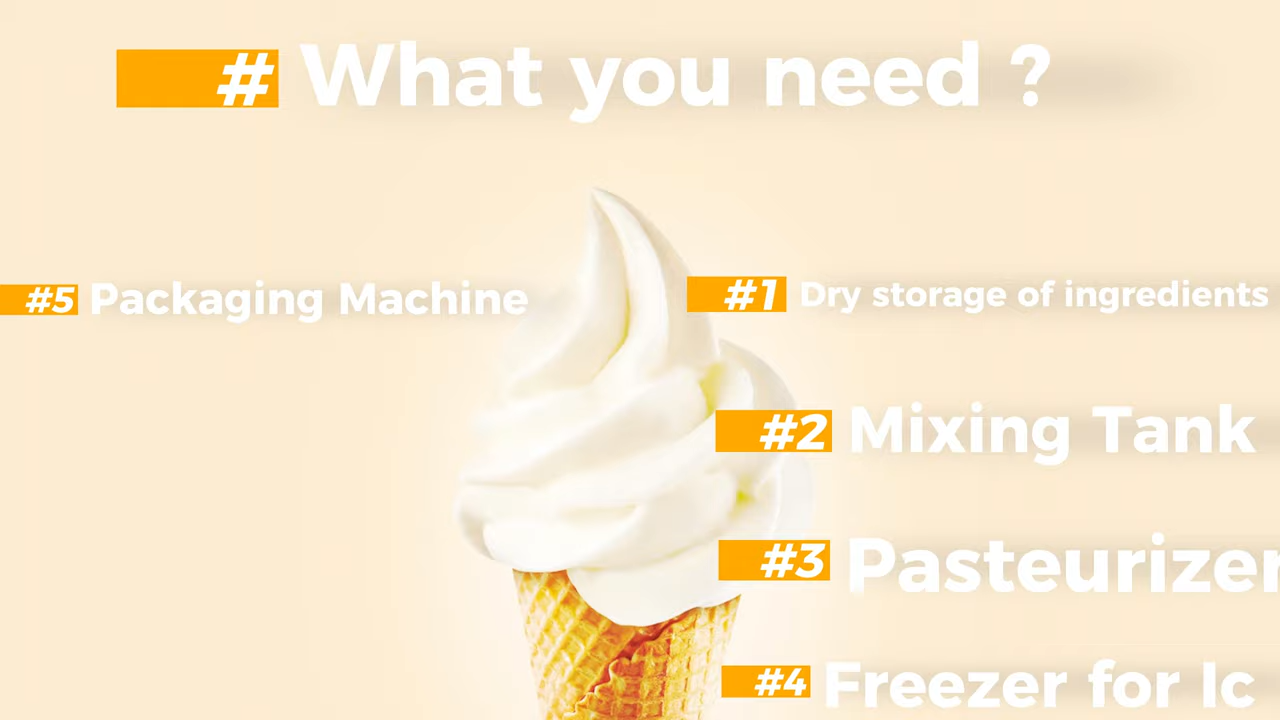 # What you need ?
#1 Dry storage of ingredients
#2 Mixing Tank
#3 Pasteurizer
#4 Freezer for Ic
#5 Packaging Machine